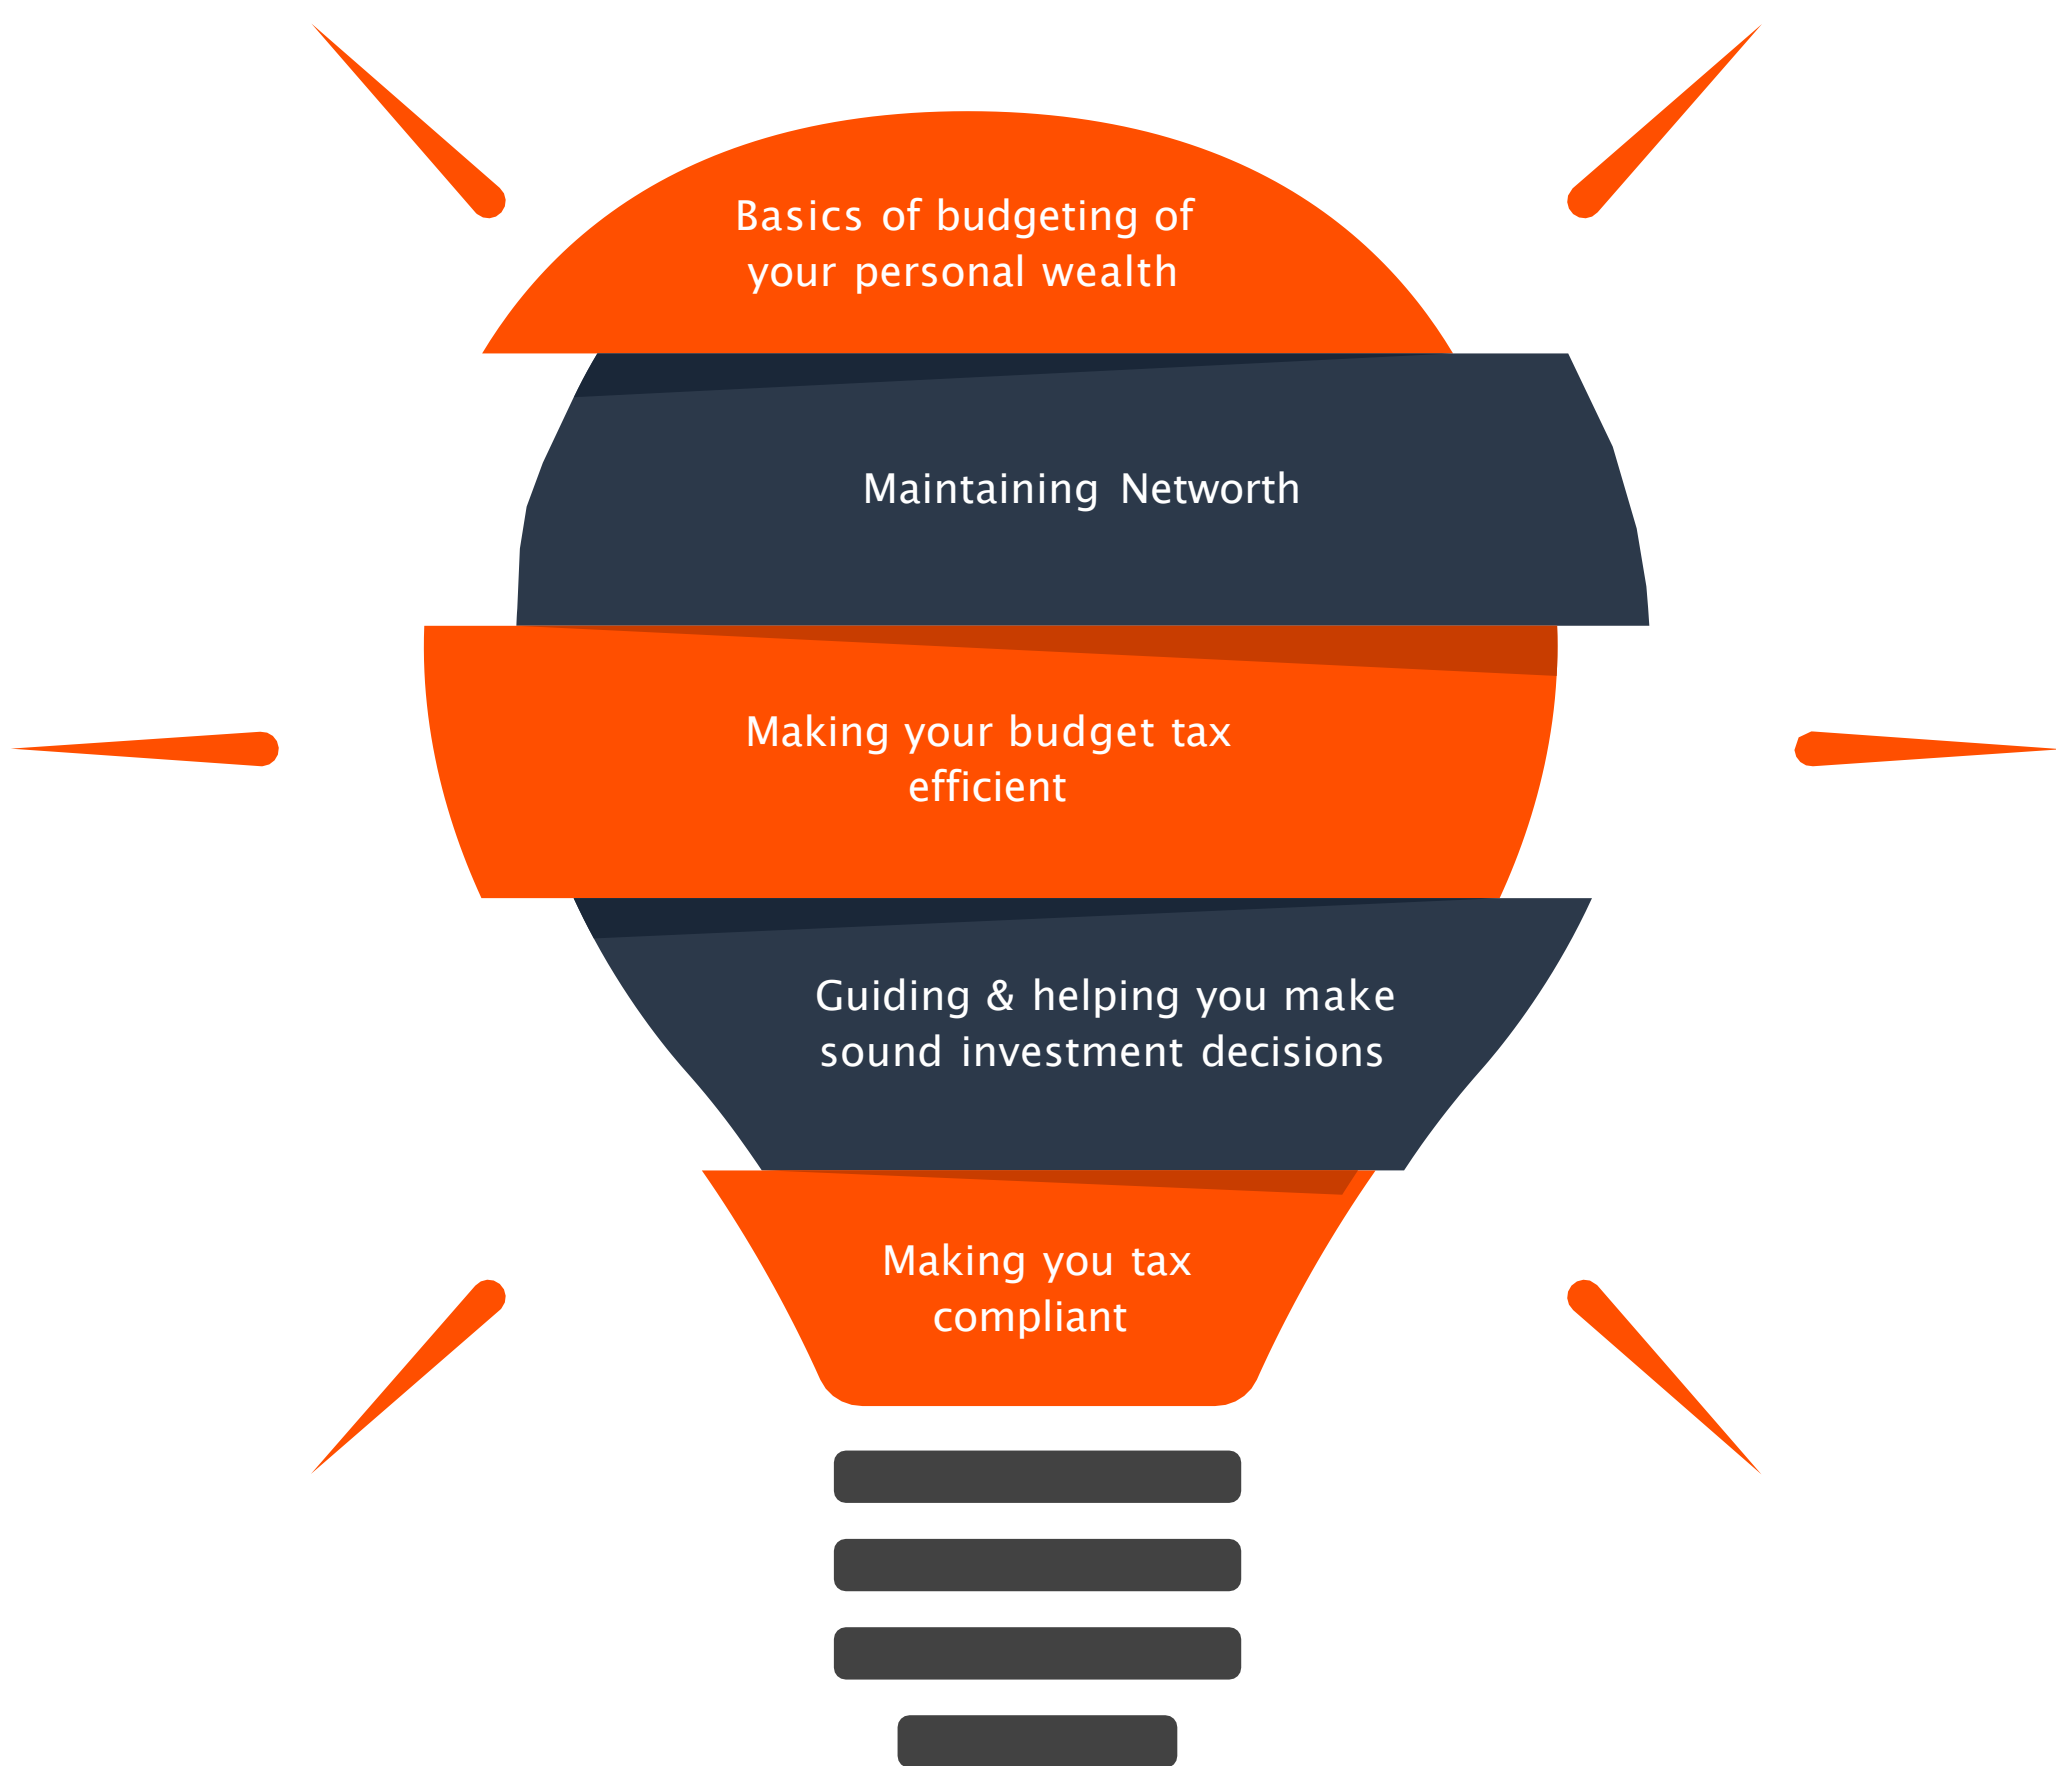 Basics of budgeting of
your personal wealth
Maintaining Networth
Making your budget tax
efficient
Guiding & helping you make
sound investment decisions
Making you tax
compliant